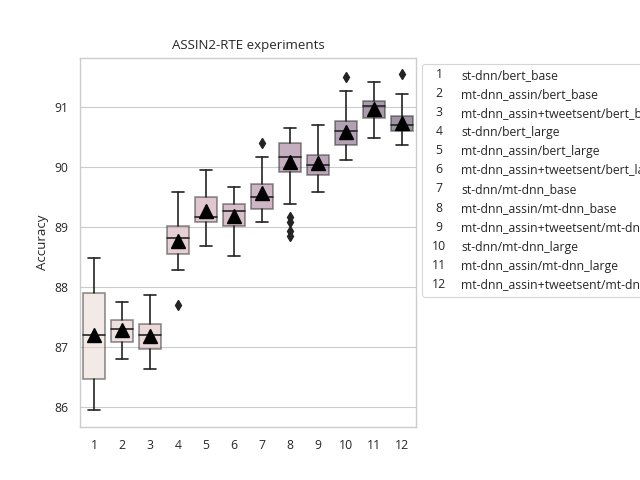 ASSIN2-RTE experiments
Accuracy
91
90
89
88
87
86
1 2 3 4 5 6 7 8 9 10 11 12
1 st-dnn/bert_base
2 mt-dnn_assin/bert_base
3 mt-dnn_assin+tweetsent/bert_b
4 st-dnn/bert_large
5 mt-dnn_assin/bert_large
6 mt-dnn_assin+tweetsent/bert_la
7 st-dnn/mt-dnn_base
8 mt-dnn_assin/mt-dnn_base
9 mt-dnn_assin+tweetsent/mt-dn
10 st-dnn/mt-dnn_large
11 mt-dnn_assin/mt-dnn_large
12 mt-dnn_assin+tweetsent/mt-dn